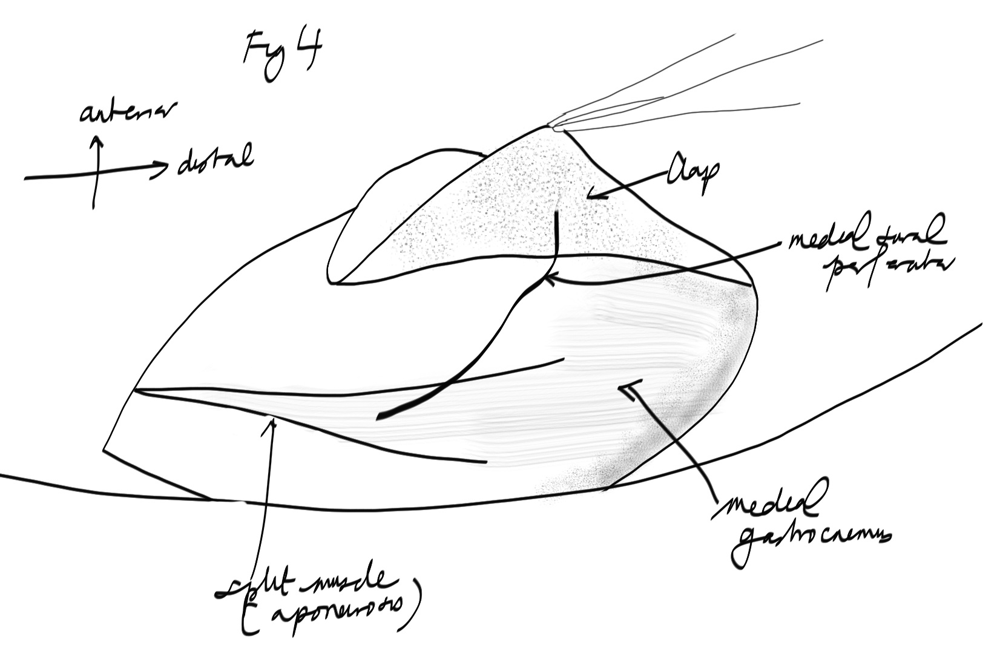 Fig 4
anterior
distal
flap
medial sural
perforator
medial
gastrocnemius
split muscle
(aponeurosis)